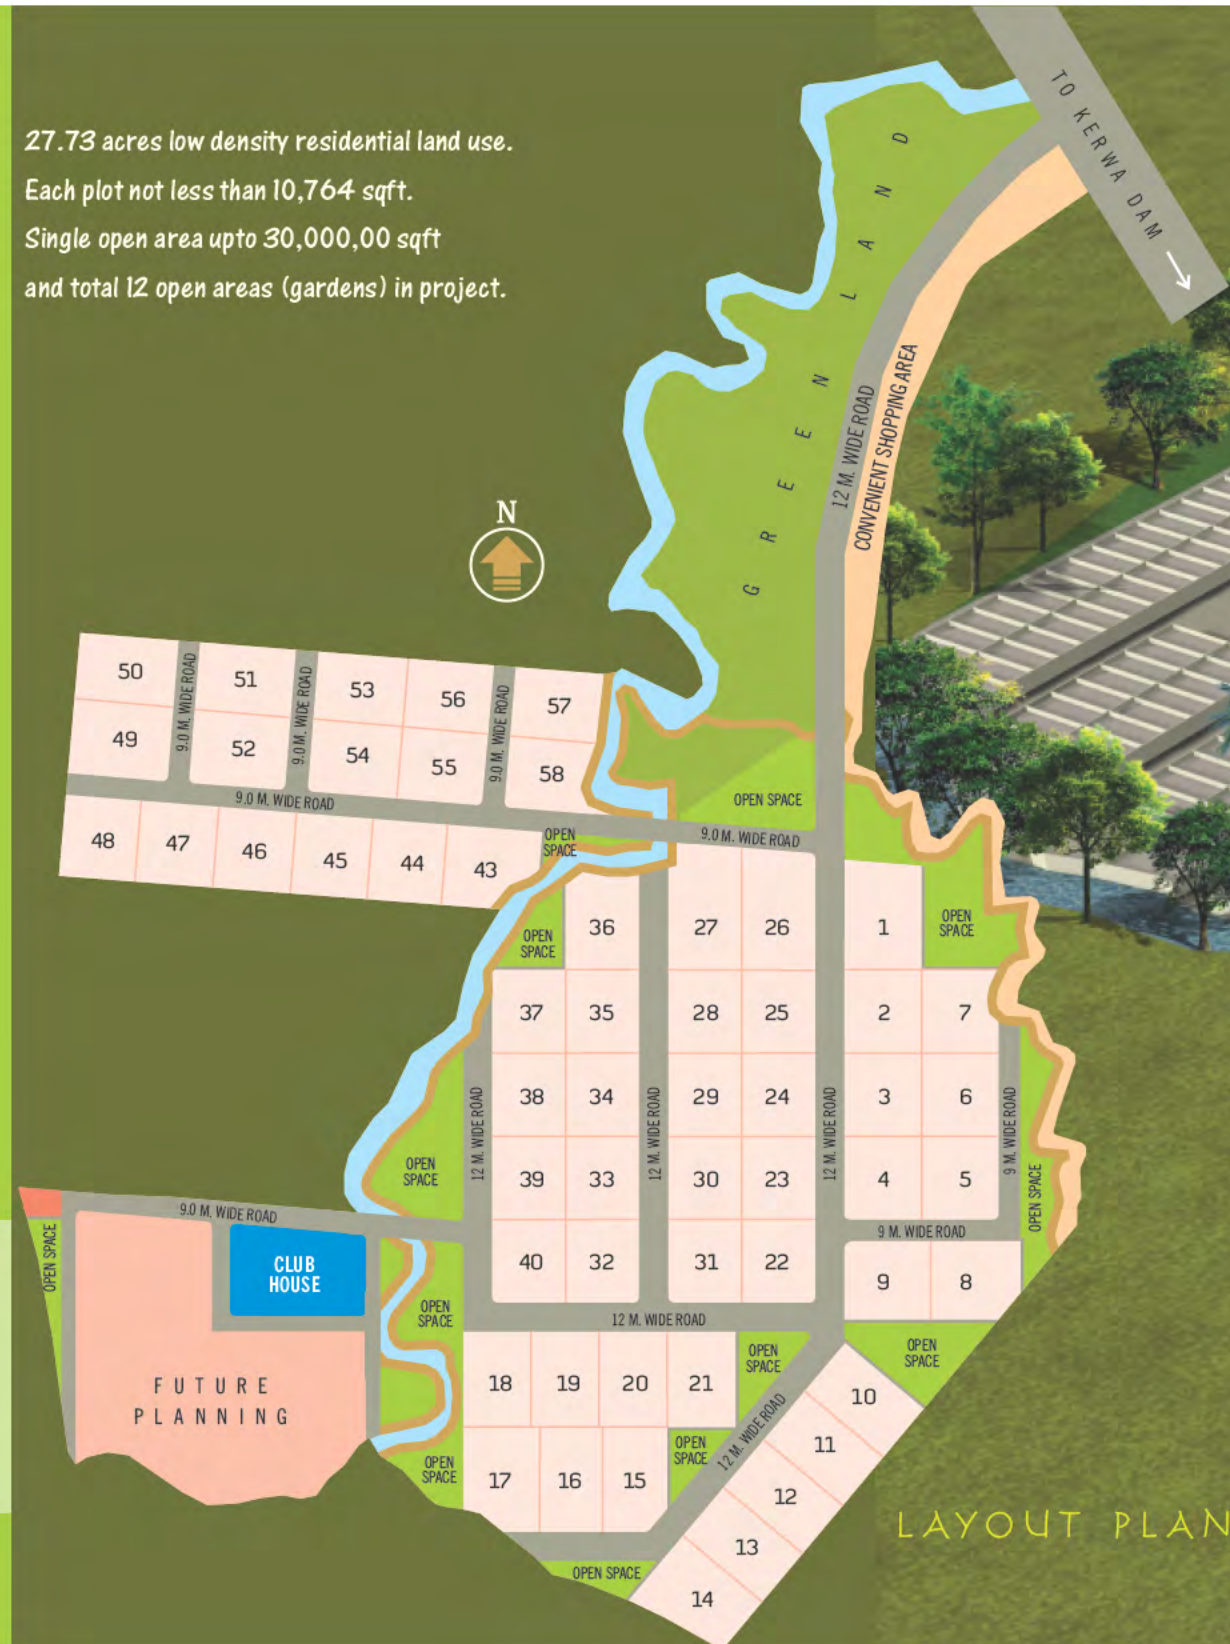 27.73 acres low density residential land use.
Each plot not less than 10,764 sqft.
Single open area upto 30,000,00 sqft
and total 12 open areas (gardens) in project.
TO KERWA DAM
GREEN LAND
12 M. WIDE ROAD
CONVENIENT SHOPPING AREA
N
50
9.0 M. WIDE ROAD
51
9.0 M. WIDE ROAD
53
56
9.0 M. WIDE ROAD
57
49
52
54
55
58
9.0 M. WIDE ROAD
OPEN SPACE
48
47
46
45
44
43
OPEN
SPACE
9.0 M. WIDE ROAD
OPEN
SPACE
36
27
26
1
OPEN
SPACE
37
35
28
25
2
7
38
34
29
24
3
6
12 M. WIDE ROAD
12 M. WIDE ROAD
12 M. WIDE ROAD
9 M. WIDE ROAD
OPEN
SPACE
39
33
30
23
4
5
OPEN SPACE
9.0 M. WIDE ROAD
9 M. WIDE ROAD
OPEN SPACE
CLUB
HOUSE
40
32
31
22
9
8
OPEN
SPACE
12 M. WIDE ROAD
FUTURE
PLANNING
18
19
20
21
OPEN
SPACE
OPEN
SPACE
10
12 M. WIDE ROAD
11
OPEN
SPACE
17
16
15
OPEN
SPACE
12
13
14
OPEN SPACE
LAYOUT PLAN